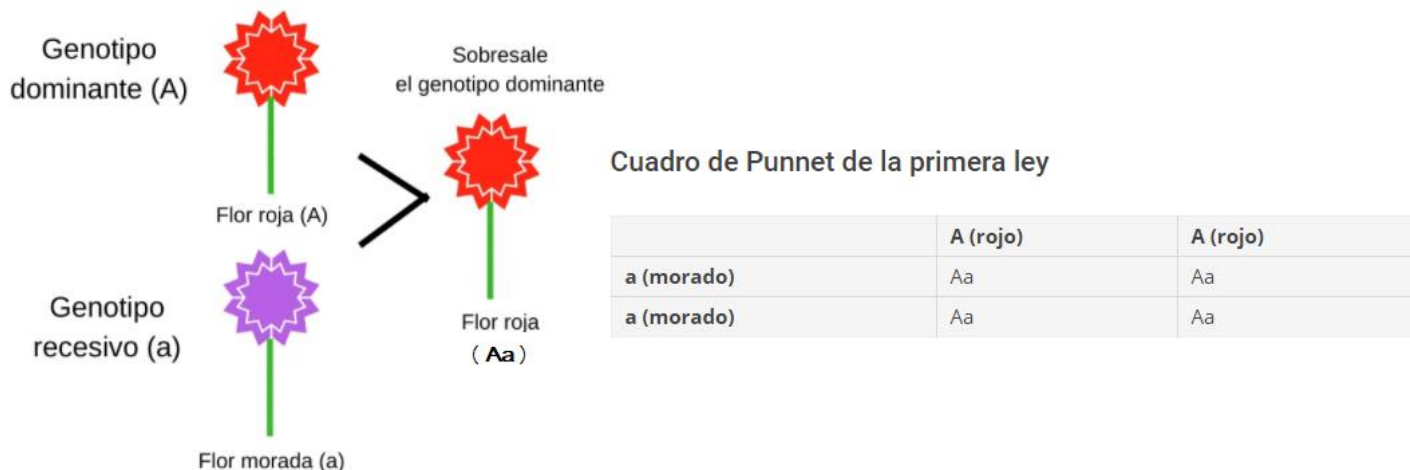 Genotipo
dominante (A)
Flor roja (A)
Genotipo
recesivo (a)
Flor morada (a)
Sobresale
el genotipo dominante
Flor roja
(Aa)
Cuadro de Punnet de la primera ley
A (rojo) A (rojo)
a (morado) Aa Aa
a (morado) Aa Aa